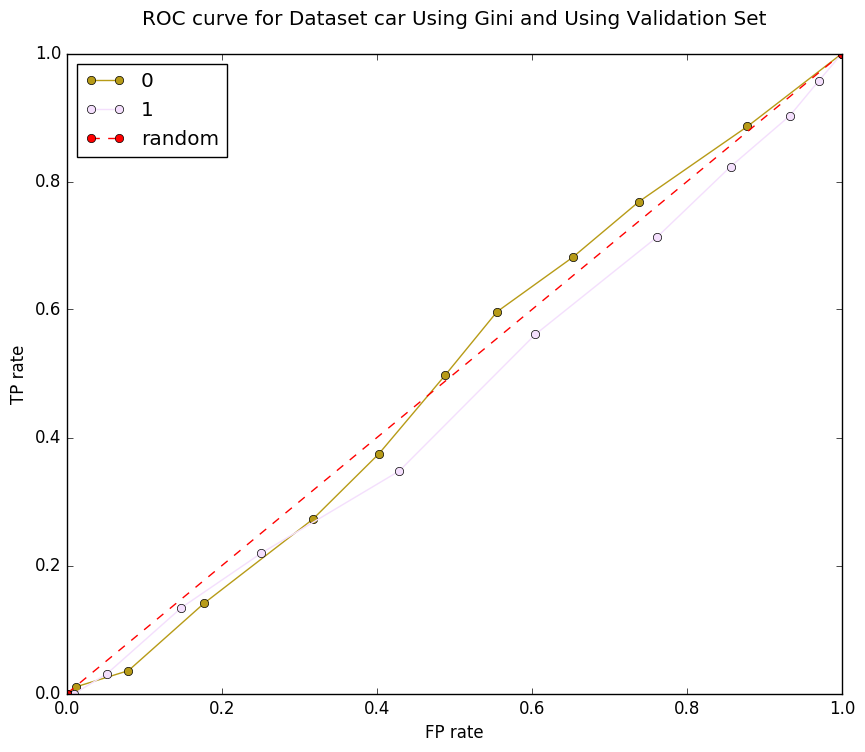 ROC curve for Dataset car Using Gini and Using Validation Set
1.0
0.8
0.6
0.4
0.2
0.0
TP rate
0
1
random
0.0 0.2 0.4 0.6 0.8 1.0
FP rate